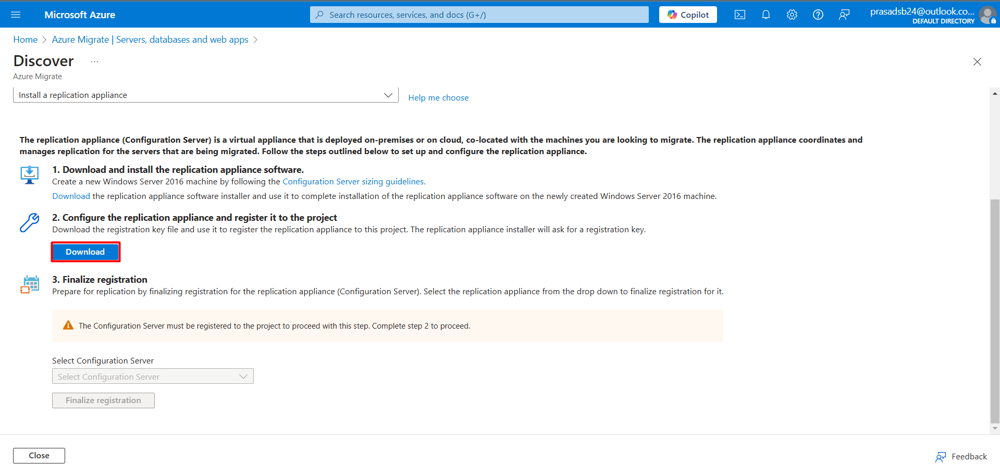 Microsoft Azure
Search resources, services, and docs (G+/)
Copilot
prasadsb24@outlook.co...
DEFAULT DIRECTORY
Home > Azure Migrate | Servers, databases and web apps >
Discover ...
Azure Migrate
Install a replication appliance
Help me choose
The replication appliance (Configuration Server) is a virtual appliance that is deployed on-premises or on cloud, co-located with the machines you are looking to migrate. The replication appliance coordinates and
manages replication for the servers that are being migrated. Follow the steps outlined below to set up and configure the replication appliance.
1. Download and install the replication appliance software.
Create a new Windows Server 2016 machine by following the Configuration Server sizing guidelines.
Download the replication appliance software installer and use it to complete installation of the replication appliance software on the newly created Windows Server 2016 machine.
2. Configure the replication appliance and register it to the project
Download the registration key file and use it to register the replication appliance to this project. The replication appliance installer will ask for a registration key.
Download
3. Finalize registration
Prepare for replication by finalizing registration for the replication appliance (Configuration Server). Select the replication appliance from the drop down to finalize registration for it.
The Configuration Server must be registered to the project to proceed with this step. Complete step 2 to proceed.
Select Configuration Server
Select Configuration Server
Finalize registration
Close
Feedback